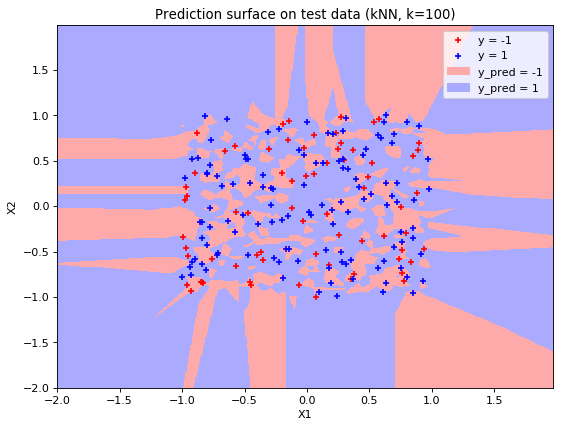 Prediction surface on test data (kNN, k=100)
y = -1
y = 1
y_pred = -1
y_pred = 1
1.5
1.0
0.5
0.0
−0.5
−1.0
−1.5
−2.0
X2
−2.0 −1.5 −1.0 −0.5 0.0 0.5 1.0 1.5
X1